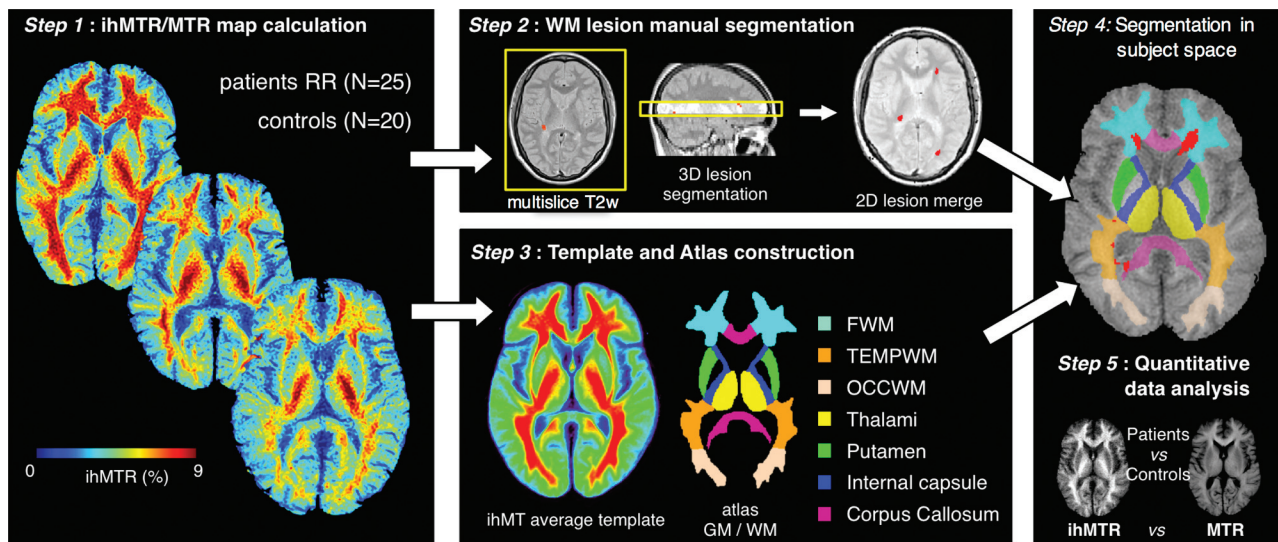 Step 1 : ihMTR/MTR map calculation
patients RR (N=25)
controls (N=20)
0
9
ihMTR (%)
Step 2 : WM lesion manual segmentation
multislice T2w
3D lesion
segmentation
2D lesion merge
Step 3 : Template and Atlas construction
ihMT average template
atlas
GM / WM
FWM
TEMPWM
OCCWM
Thalami
Putamen
Internal capsule
Corpus Callosum
Step 4: Segmentation in
subject space
Step 5 : Quantitative
data analysis
Patients
vs
Controls
ihMTR vs MTR